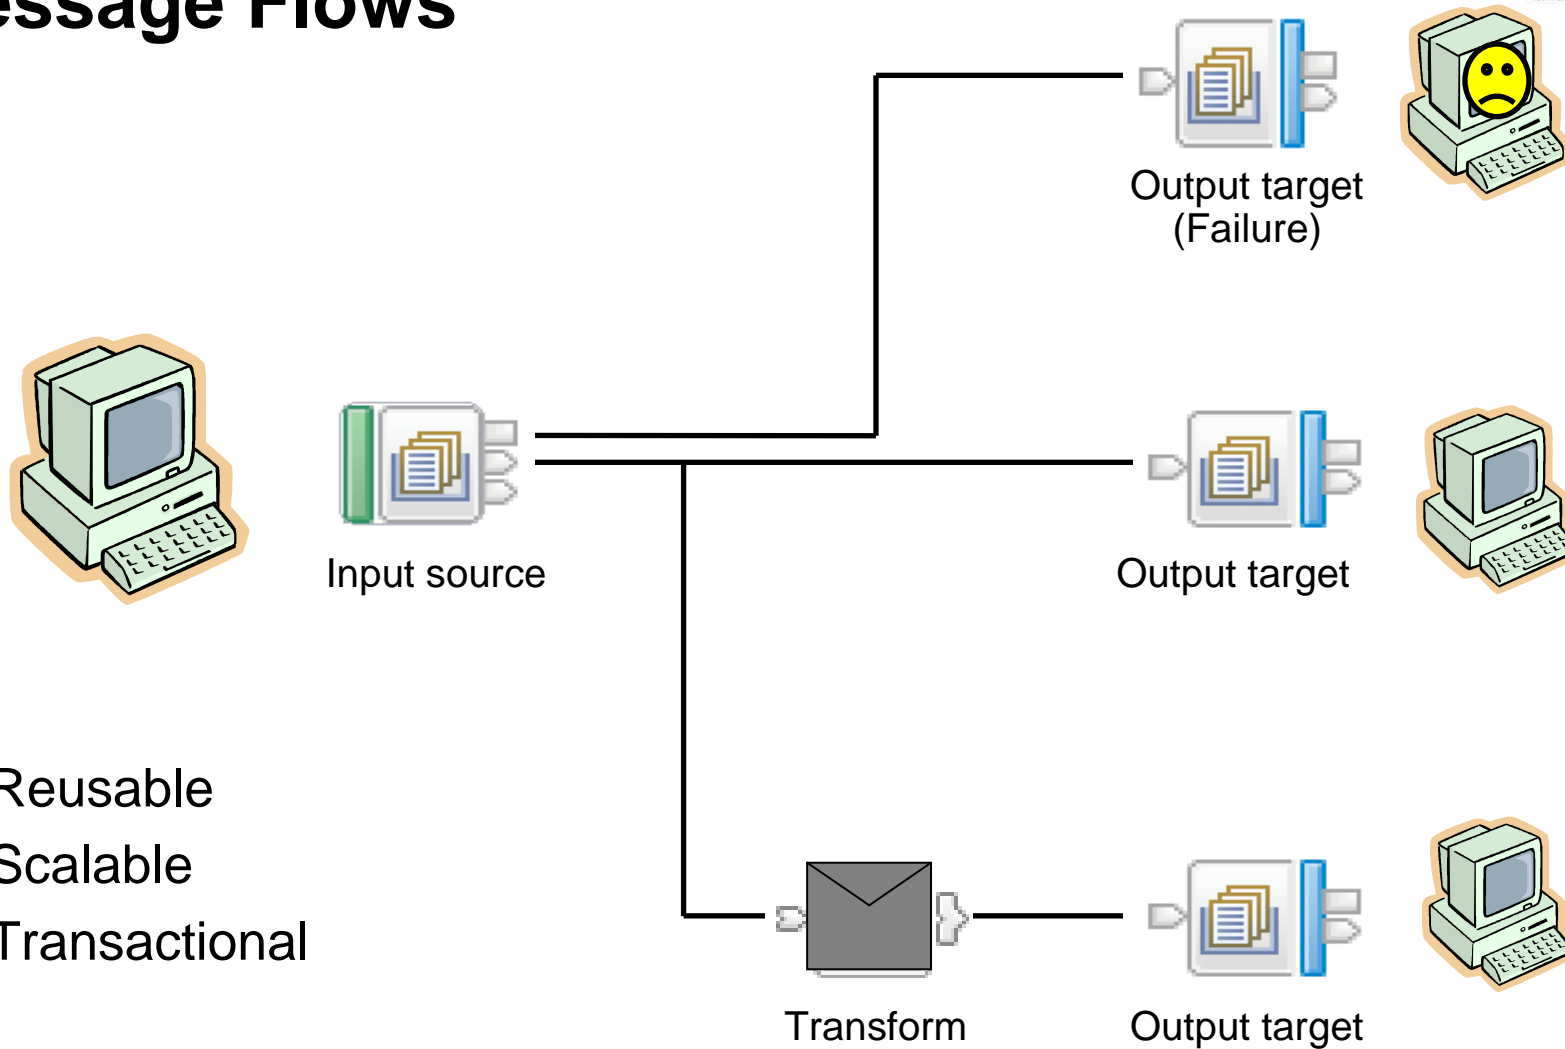 essage Flows
Output target
(Failure)
Input source
Output target
Reusable
Scalable
Transactional
Transform
Output target